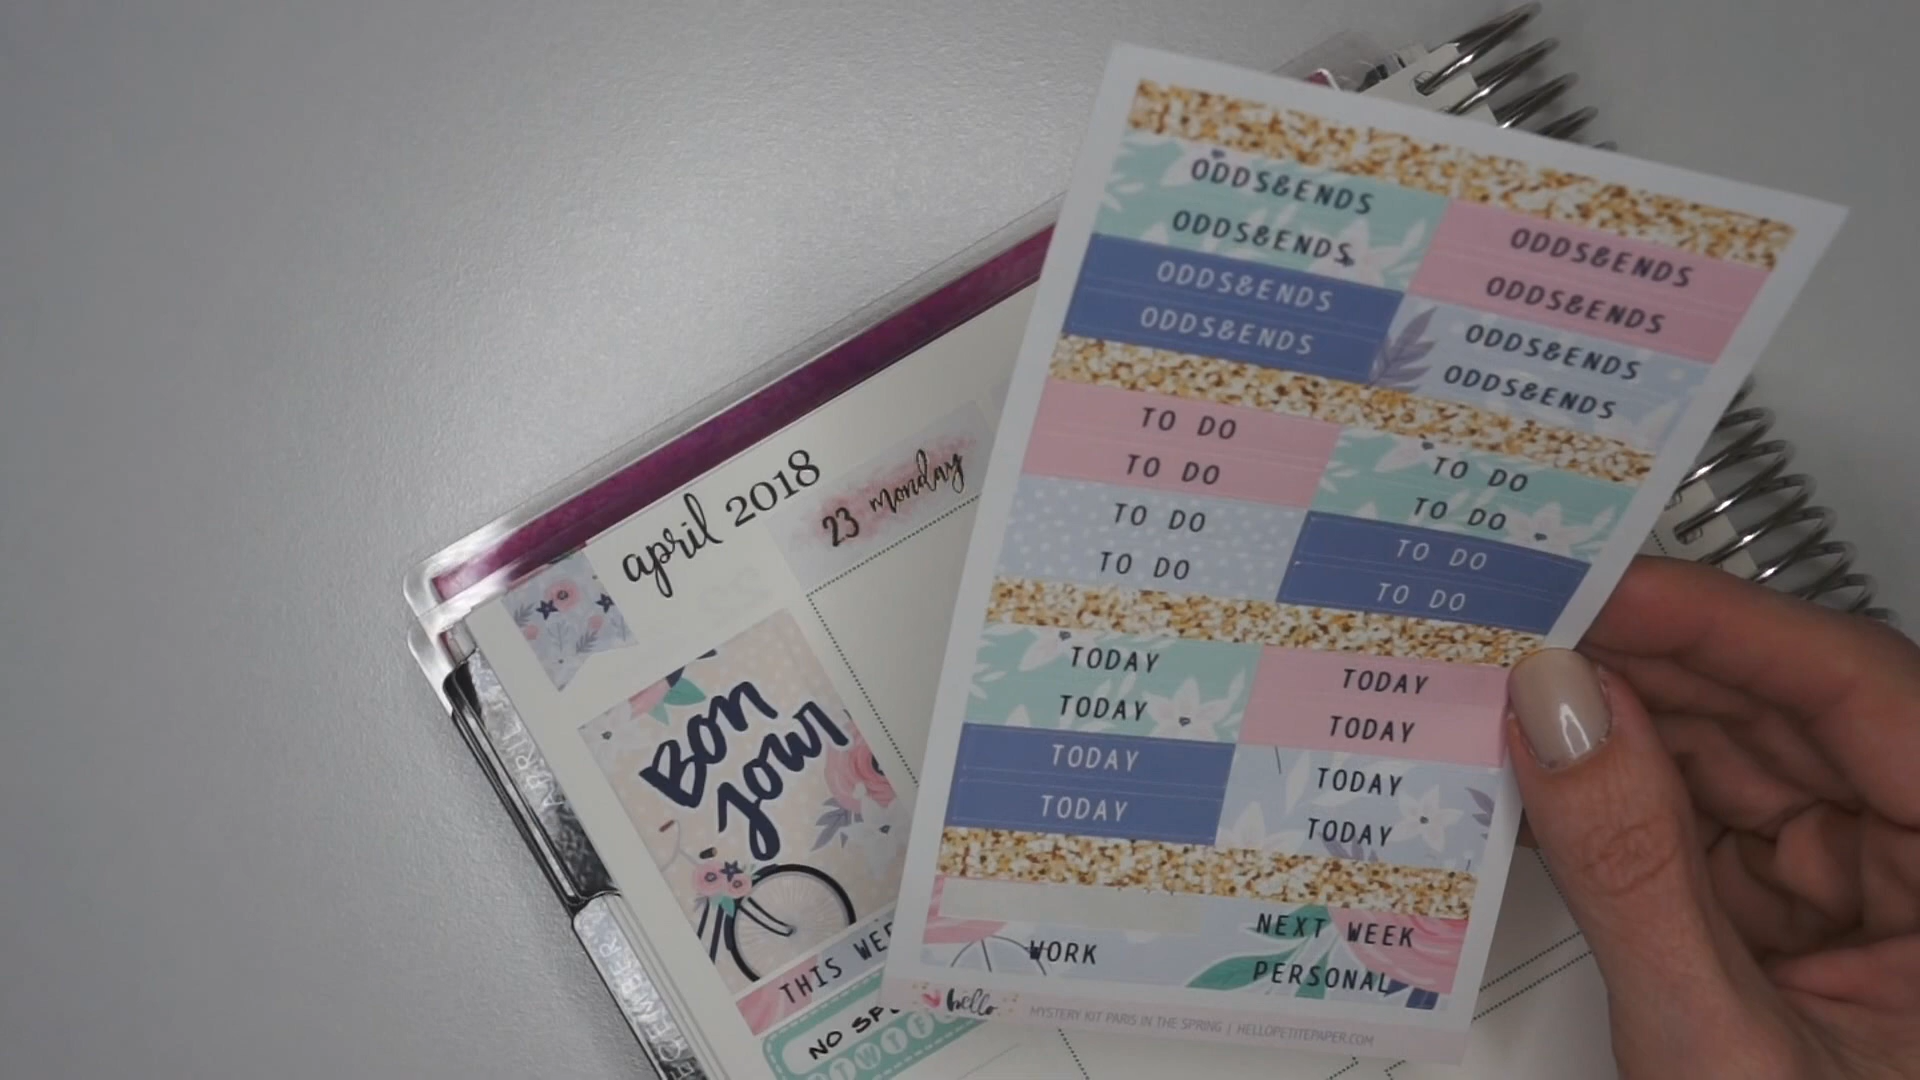 ODDS&ENDS
ODDS&ENDS
ODDS&ENDS
ODDS&ENDS
ODDS&ENDS
ODDS&ENDS
ODDS&ENDS
ODDS&ENDS
TO DO
TO DO
TO DO
TO DO
TO DO
TO DO
TO DO
TO DO
TODAY
TODAY
TODAY
TODAY
TODAY
TODAY
TODAY
TODAY
NEXT WEEK
WORK
PERSONAL
hello.
MYSTERY KIT PARIS IN THE SPRING | HELLOPETITEPAPER.COM
april 2018
23 monday
Bon
Jour
THIS
NO
T W T F
APRIL